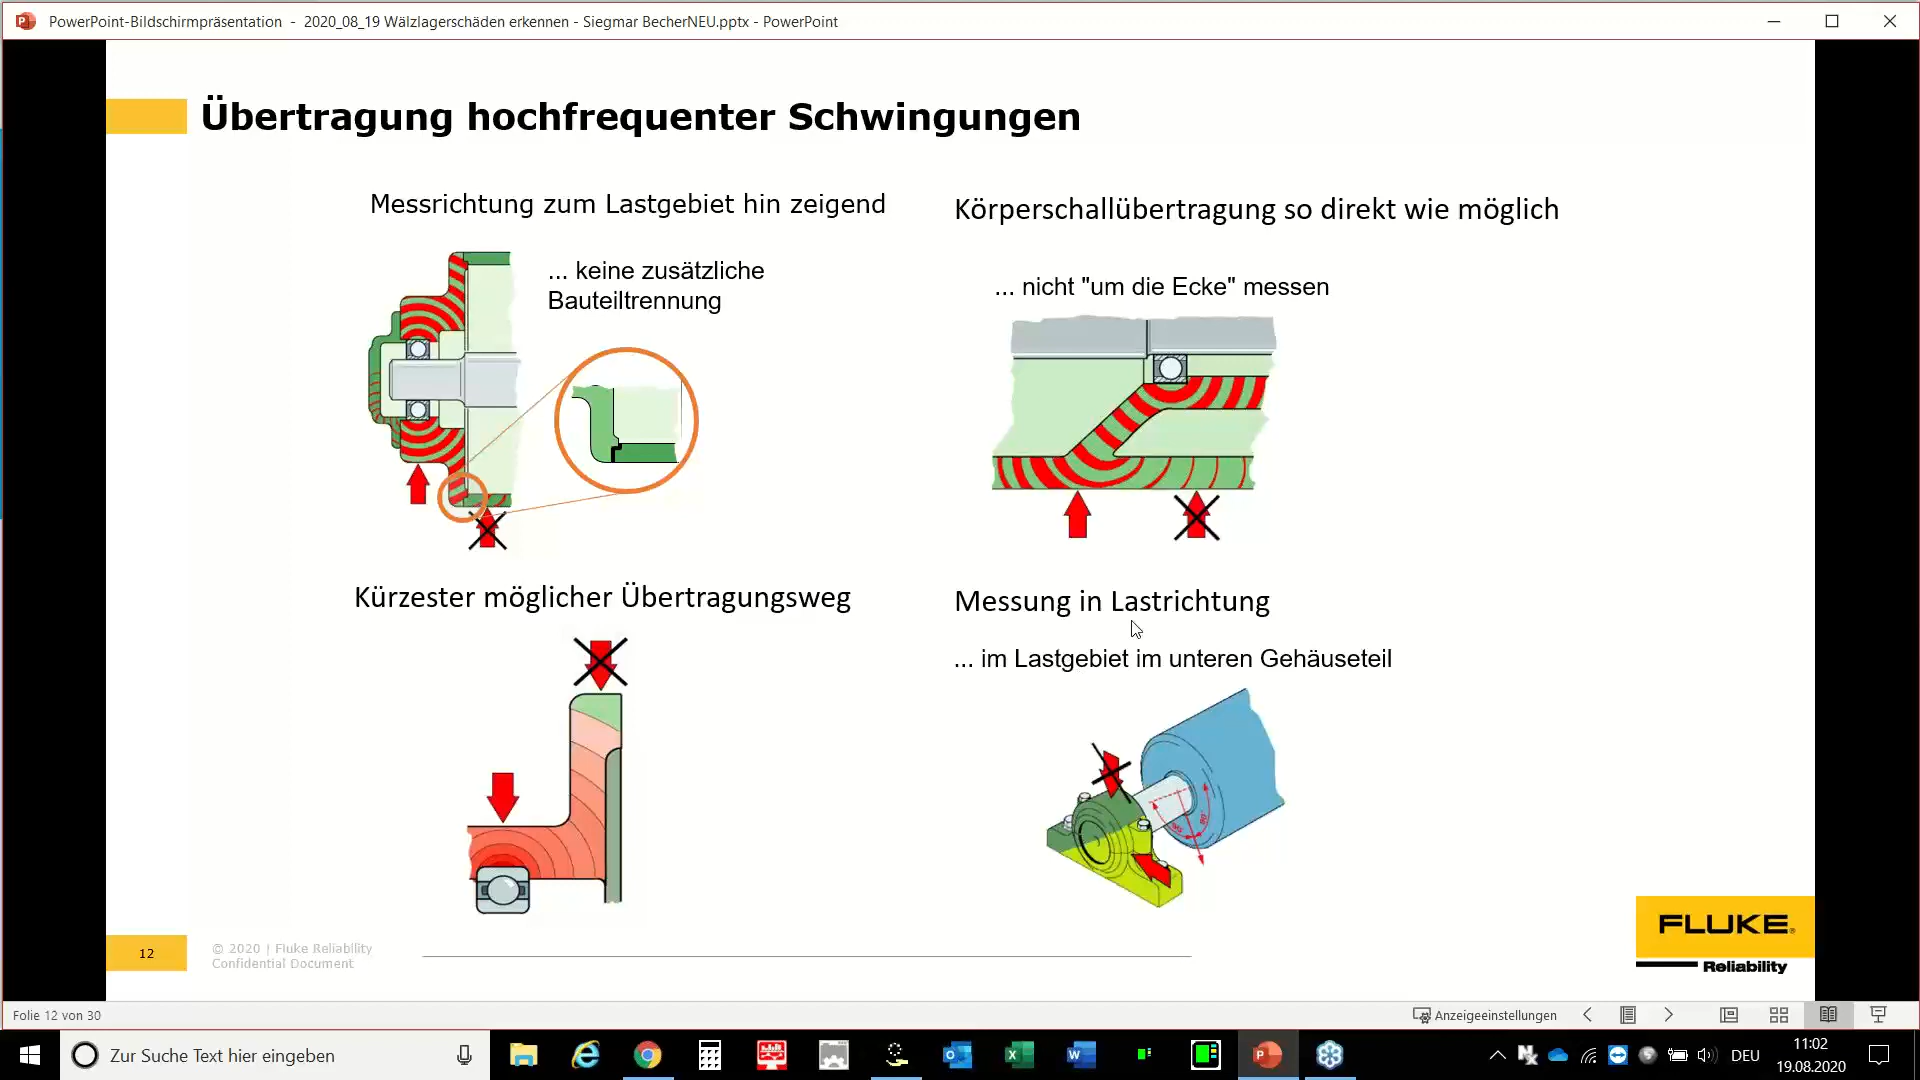 PowerPoint-Bildschirmpräsentation - 2020_08_19 Wälzlagerschäden erkennen - Siegmar BecherNEU.pptx - PowerPoint
Übertragung hochfrequenter Schwingungen
Messrichtung zum Lastgebiet hin zeigend
... keine zusätzliche
Bauteiltrennung
Körperschallübertragung so direkt wie möglich
... nicht "um die Ecke" messen
Kürzester möglicher Übertragungsweg
Messung in Lastrichtung
... im Lastgebiet im unteren Gehäuseteil
12
© 2020 | Fluke Reliability
Confidential Document
FLUKE®
Reliability
Folie 12 von 30
Anzeigeeinstellungen
Zur Suche Text hier eingeben
DEU
11:02
19.08.2020